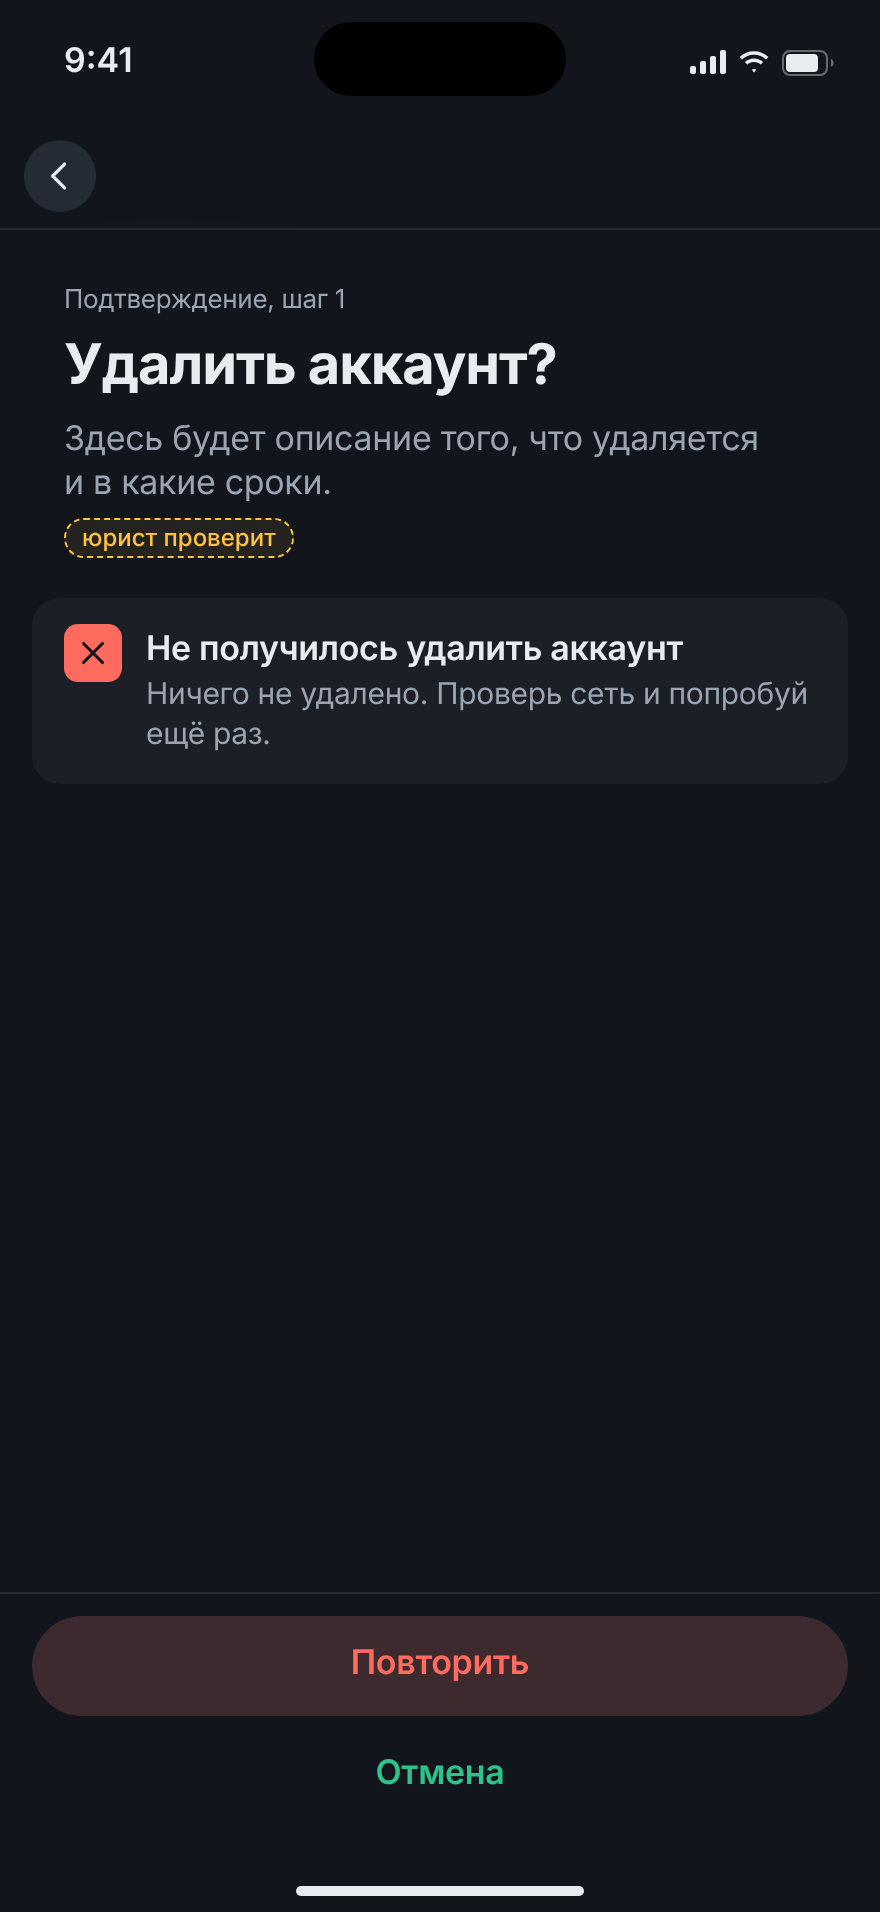 9:41
Подтверждение, шаг 1
Удалить аккаунт?
Здесь будет описание того, что удаляется
и в какие сроки.
юрист проверит
Не получилось удалить аккаунт
Ничего не удалено. Проверь сеть и попробуй
ещё раз.
Повторить
Отмена